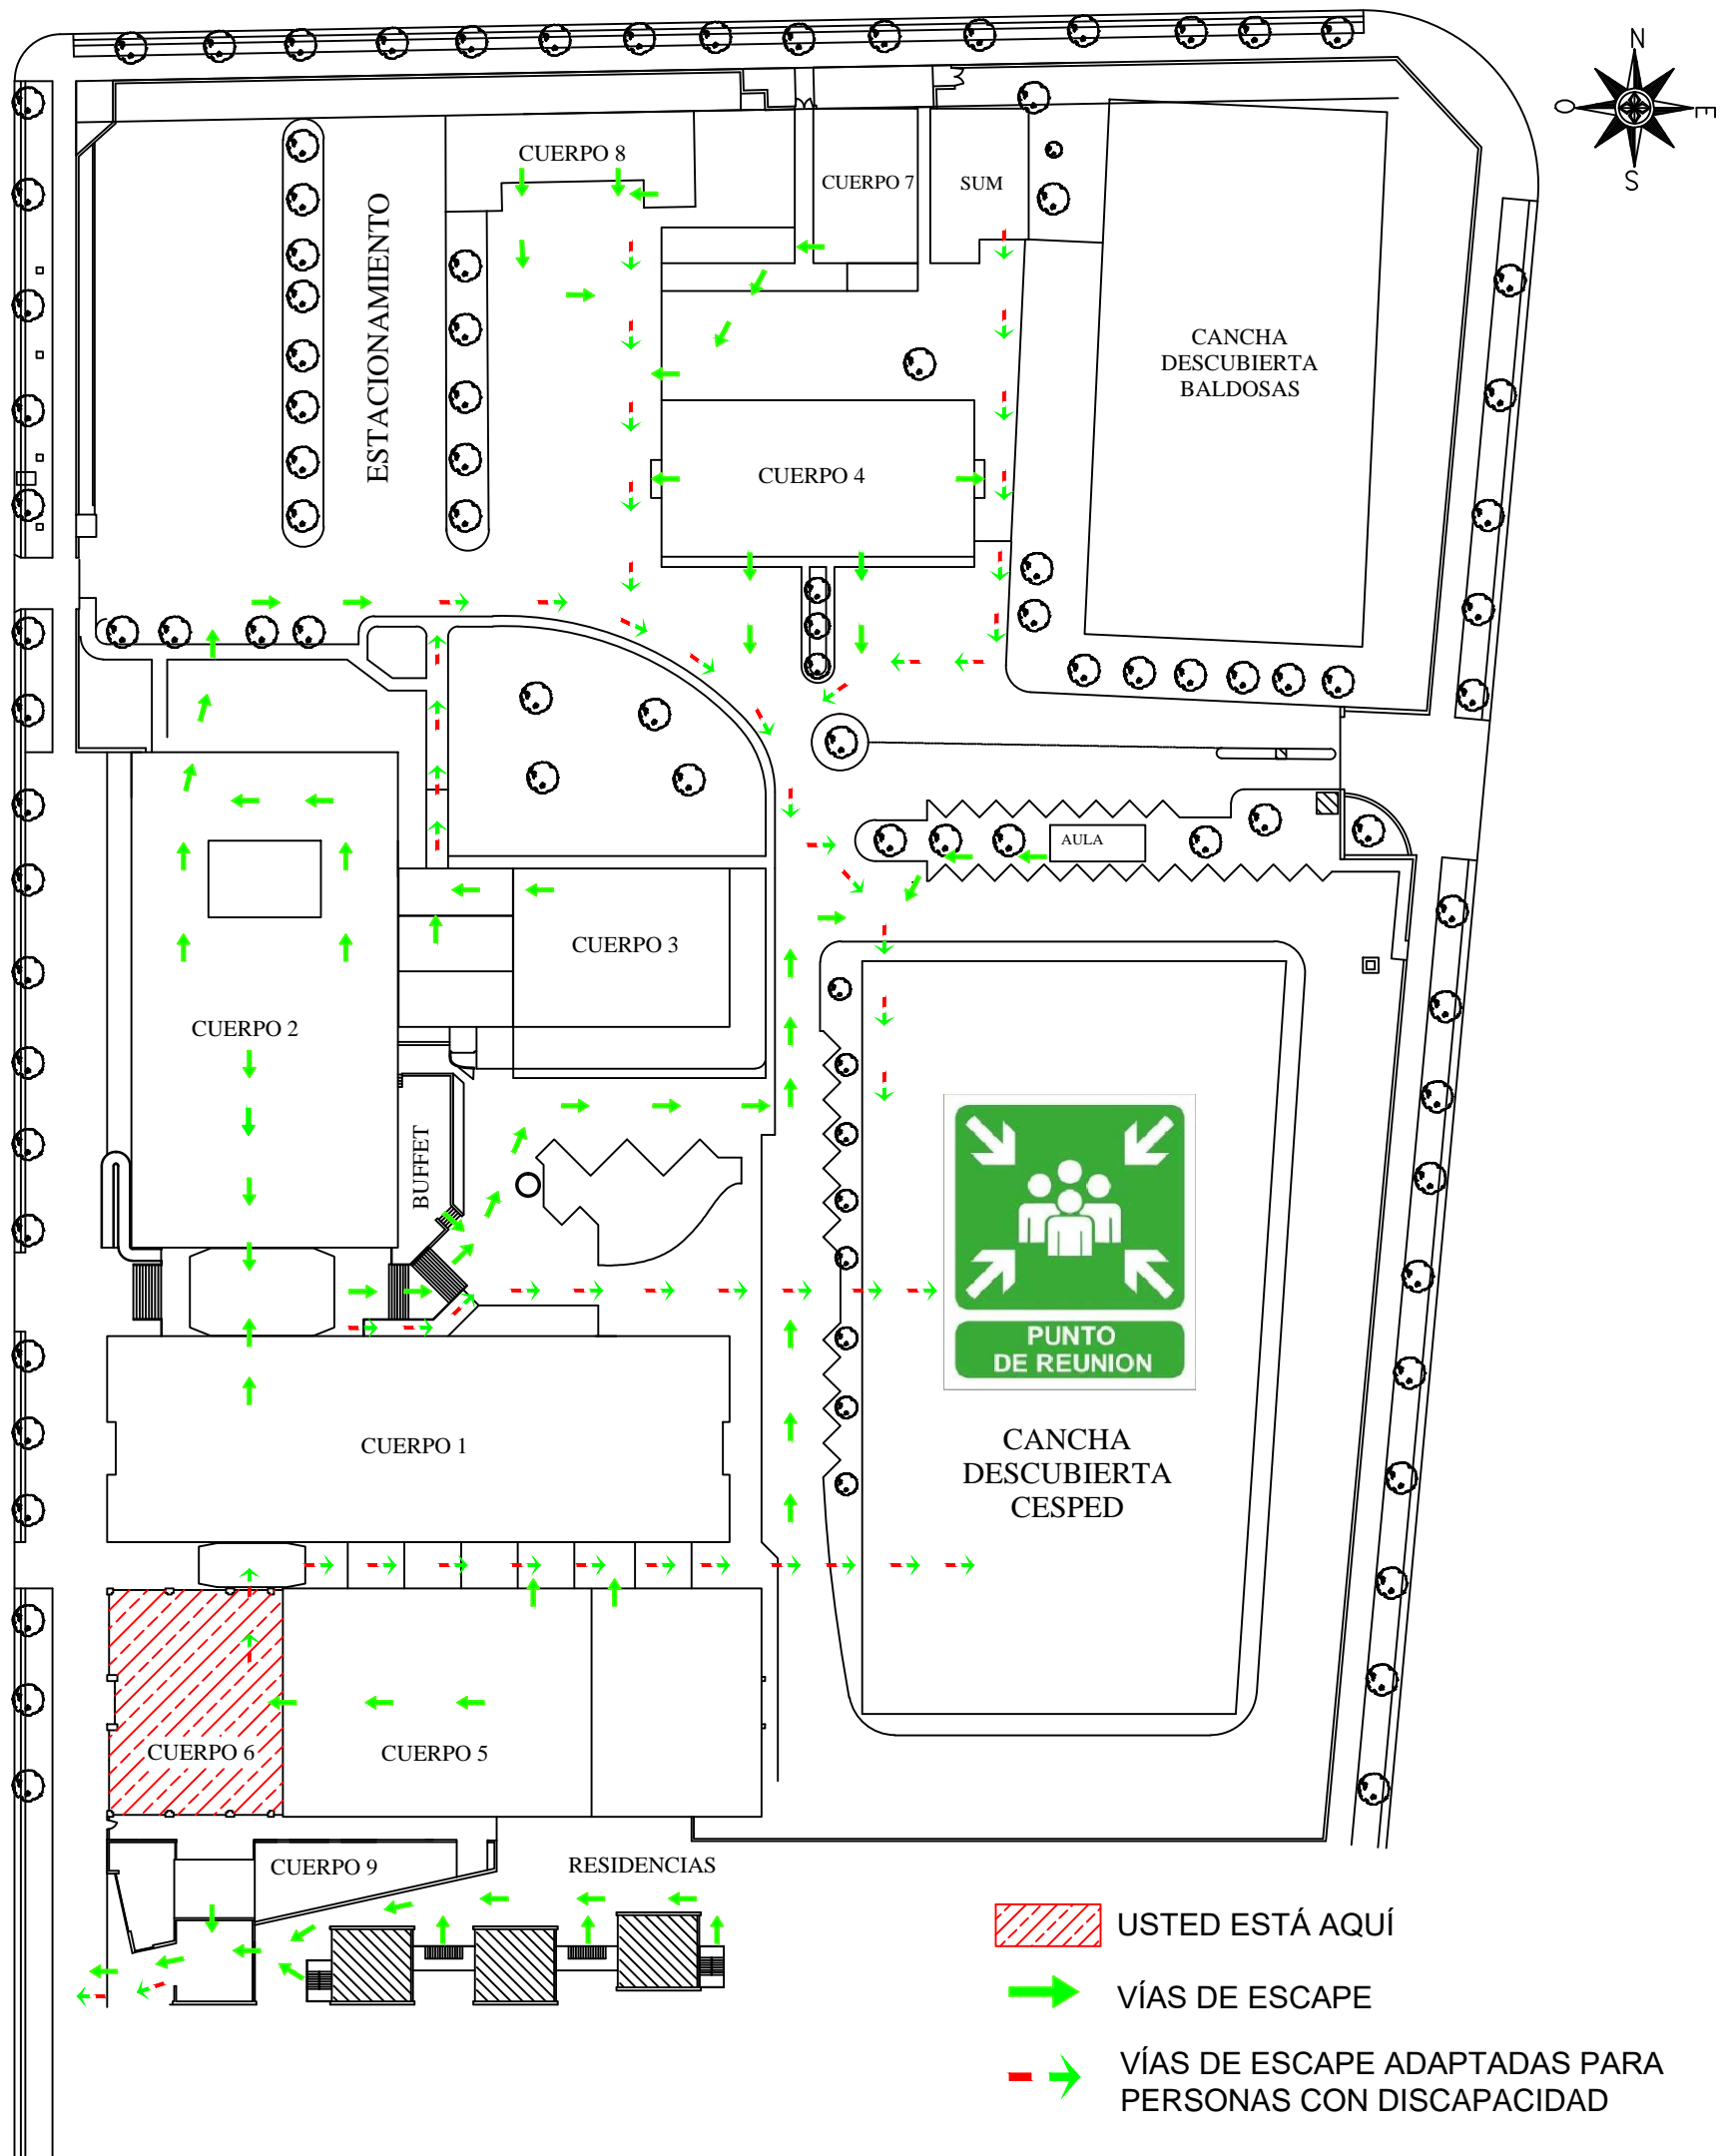 N
O
E
S
CUERPO 8
CUERPO 7
SUM
ESTACIONAMIENTO
CANCHA
DESCUBIERTA
BALDOSAS
CUERPO 4
AULA
CUERPO 3
CUERPO 2
BUFFET
PUNTO
DE REUNION
CUERPO 1
CANCHA
DESCUBIERTA
CESPED
CUERPO 6
CUERPO 5
CUERPO 9
RESIDENCIAS
USTED ESTÁ AQUÍ
VÍAS DE ESCAPE
VÍAS DE ESCAPE ADAPTADAS PARA
PERSONAS CON DISCAPACIDAD